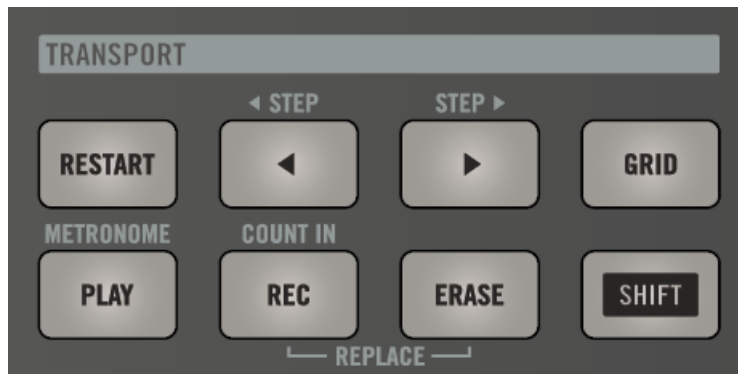 TRANSPORT
◀ STEP STEP ▶
RESTART ◀ ▶ GRID
METRONOME COUNT IN
PLAY REC ERASE SHIFT
REPLACE